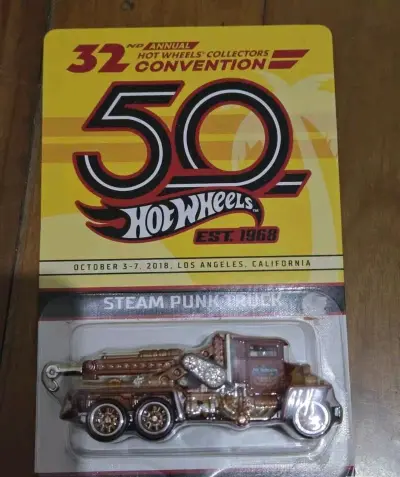 32ND ANNUAL
HOT WHEELS COLLECTORS
CONVENTION
50
HOT WHEELS™
EST. 1968
OCTOBER 3-7, 2018, LOS ANGELES, CALIFORNIA
STEAM PUNK TRUCK